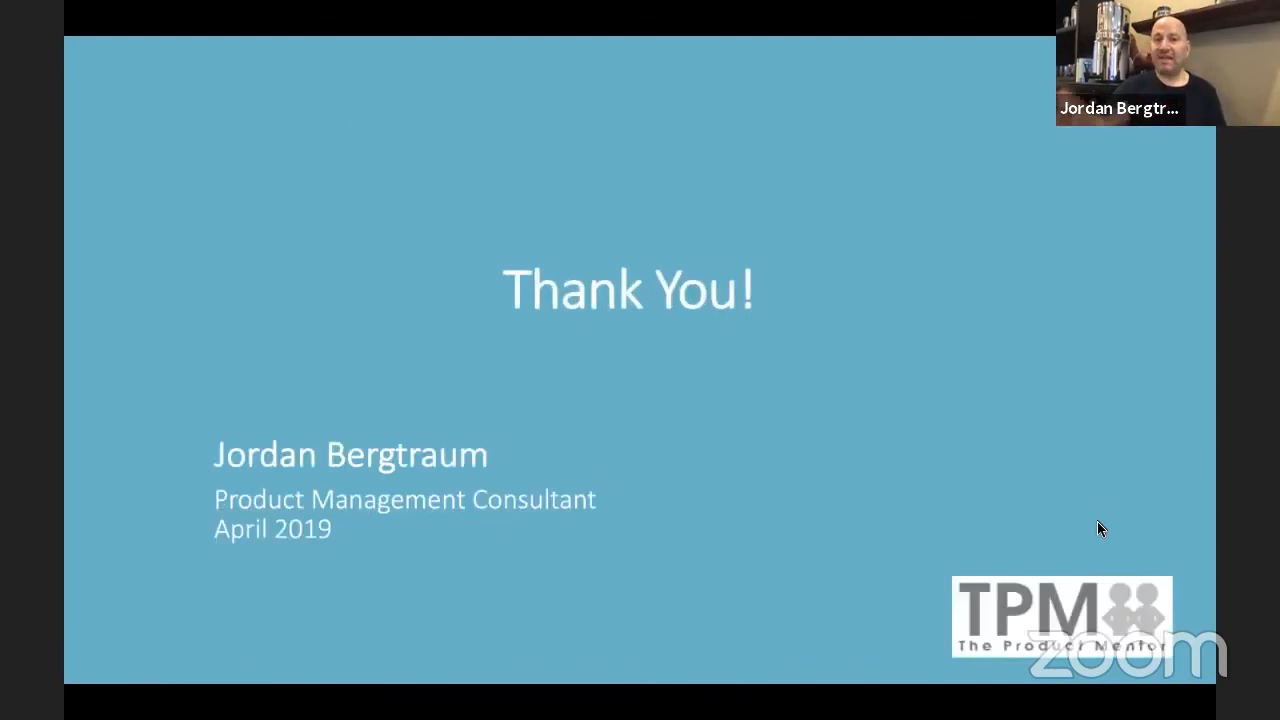 Jordan Bergtr...
Thank You!
Jordan Bergtraum
Product Management Consultant
April 2019
TPM
The Product Mentor
zoom